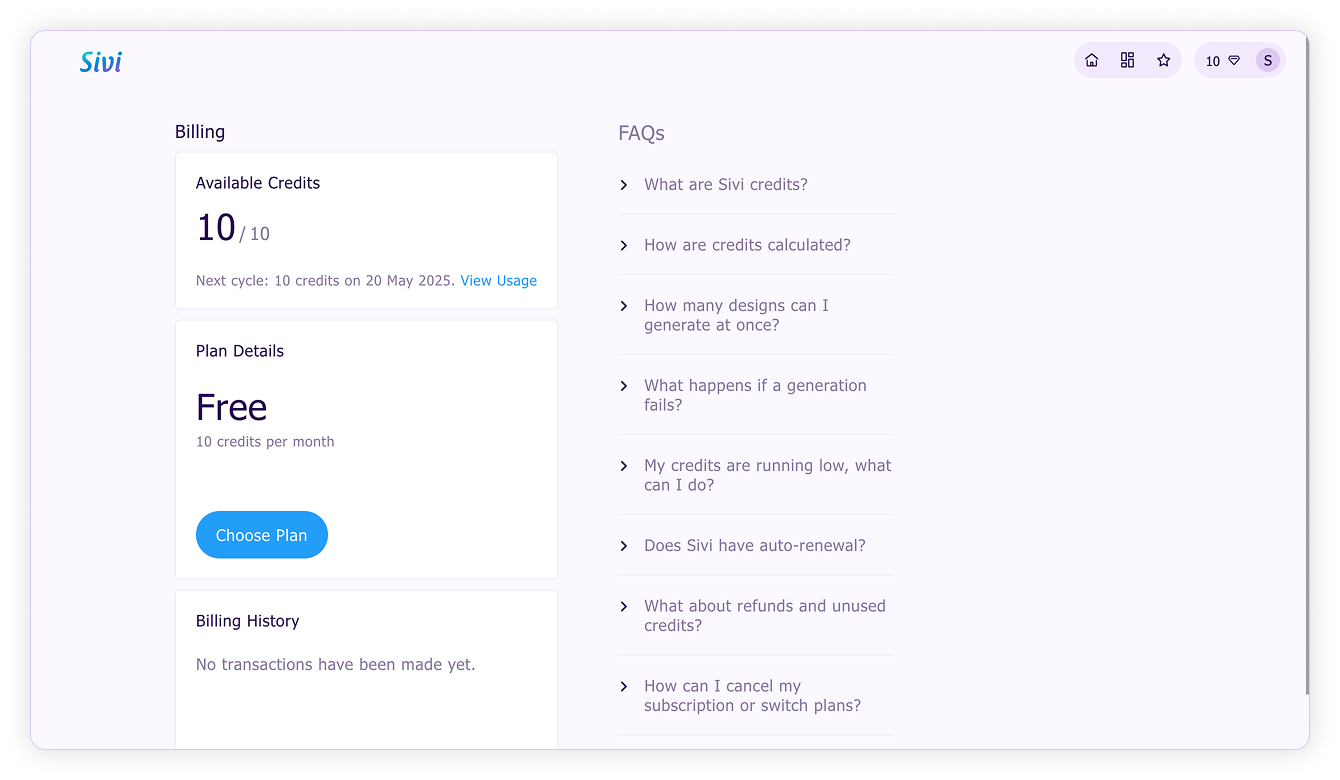 Sivi
10
S
Billing
Available Credits
10 / 10
Next cycle: 10 credits on 20 May 2025. View Usage
Plan Details
Free
10 credits per month
Choose Plan
Billing History
No transactions have been made yet.
FAQs
What are Sivi credits?
How are credits calculated?
How many designs can I
generate at once?
What happens if a generation
fails?
My credits are running low, what
can I do?
Does Sivi have auto-renewal?
What about refunds and unused
credits?
How can I cancel my
subscription or switch plans?